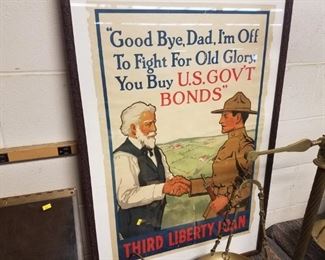 "Good Bye, Dad, I'm Off
To Fight For Old Glory,
You Buy U.S. GOV'T
BONDS"
THIRD LIBERTY LOAN